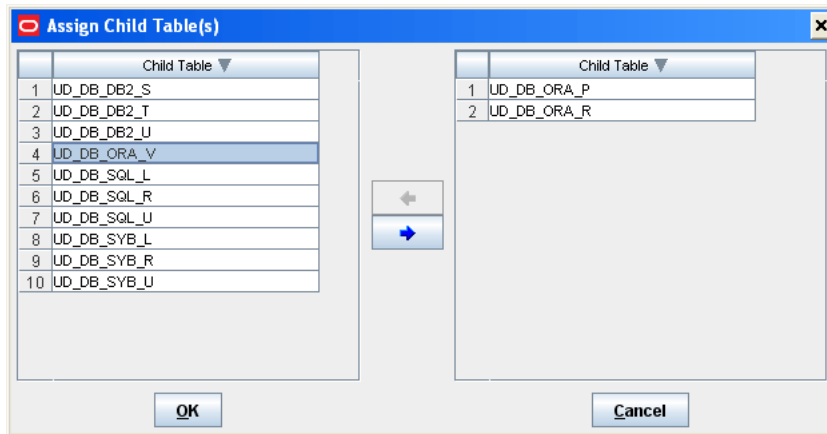 Assign Child Table(s)
Child Table
1 UD_DB_DB2_S
2 UD_DB_DB2_T
3 UD_DB_DB2_U
4 UD_DB_ORA_V
5 UD_DB_SQL_L
6 UD_DB_SQL_R
7 UD_DB_SQL_U
8 UD_DB_SYB_L
9 UD_DB_SYB_R
10 UD_DB_SYB_U
Child Table
1 UD_DB_ORA_P
2 UD_DB_ORA_R
OK
Cancel